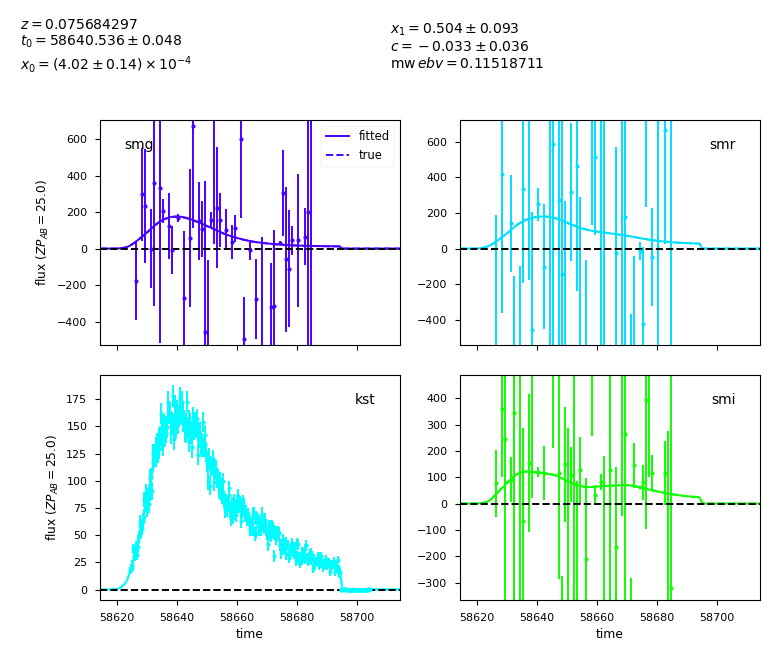 z = 0.075684297
t₀ = 58640.536 ± 0.048
x₀ = (4.02 ± 0.14) × 10⁻⁴
x₁ = 0.504 ± 0.093
c = −0.033 ± 0.036
mw ebv = 0.11518711
smg
fitted
true
600
400
200
0
−200
−400
flux (ZP_AB = 25.0)
smr
600
400
200
0
−200
−400
kst
175
150
125
100
75
50
25
0
flux (ZP_AB = 25.0)
58620 58640 58660 58680 58700
time
smi
400
300
200
100
0
−100
−200
−300
58620 58640 58660 58680 58700
time